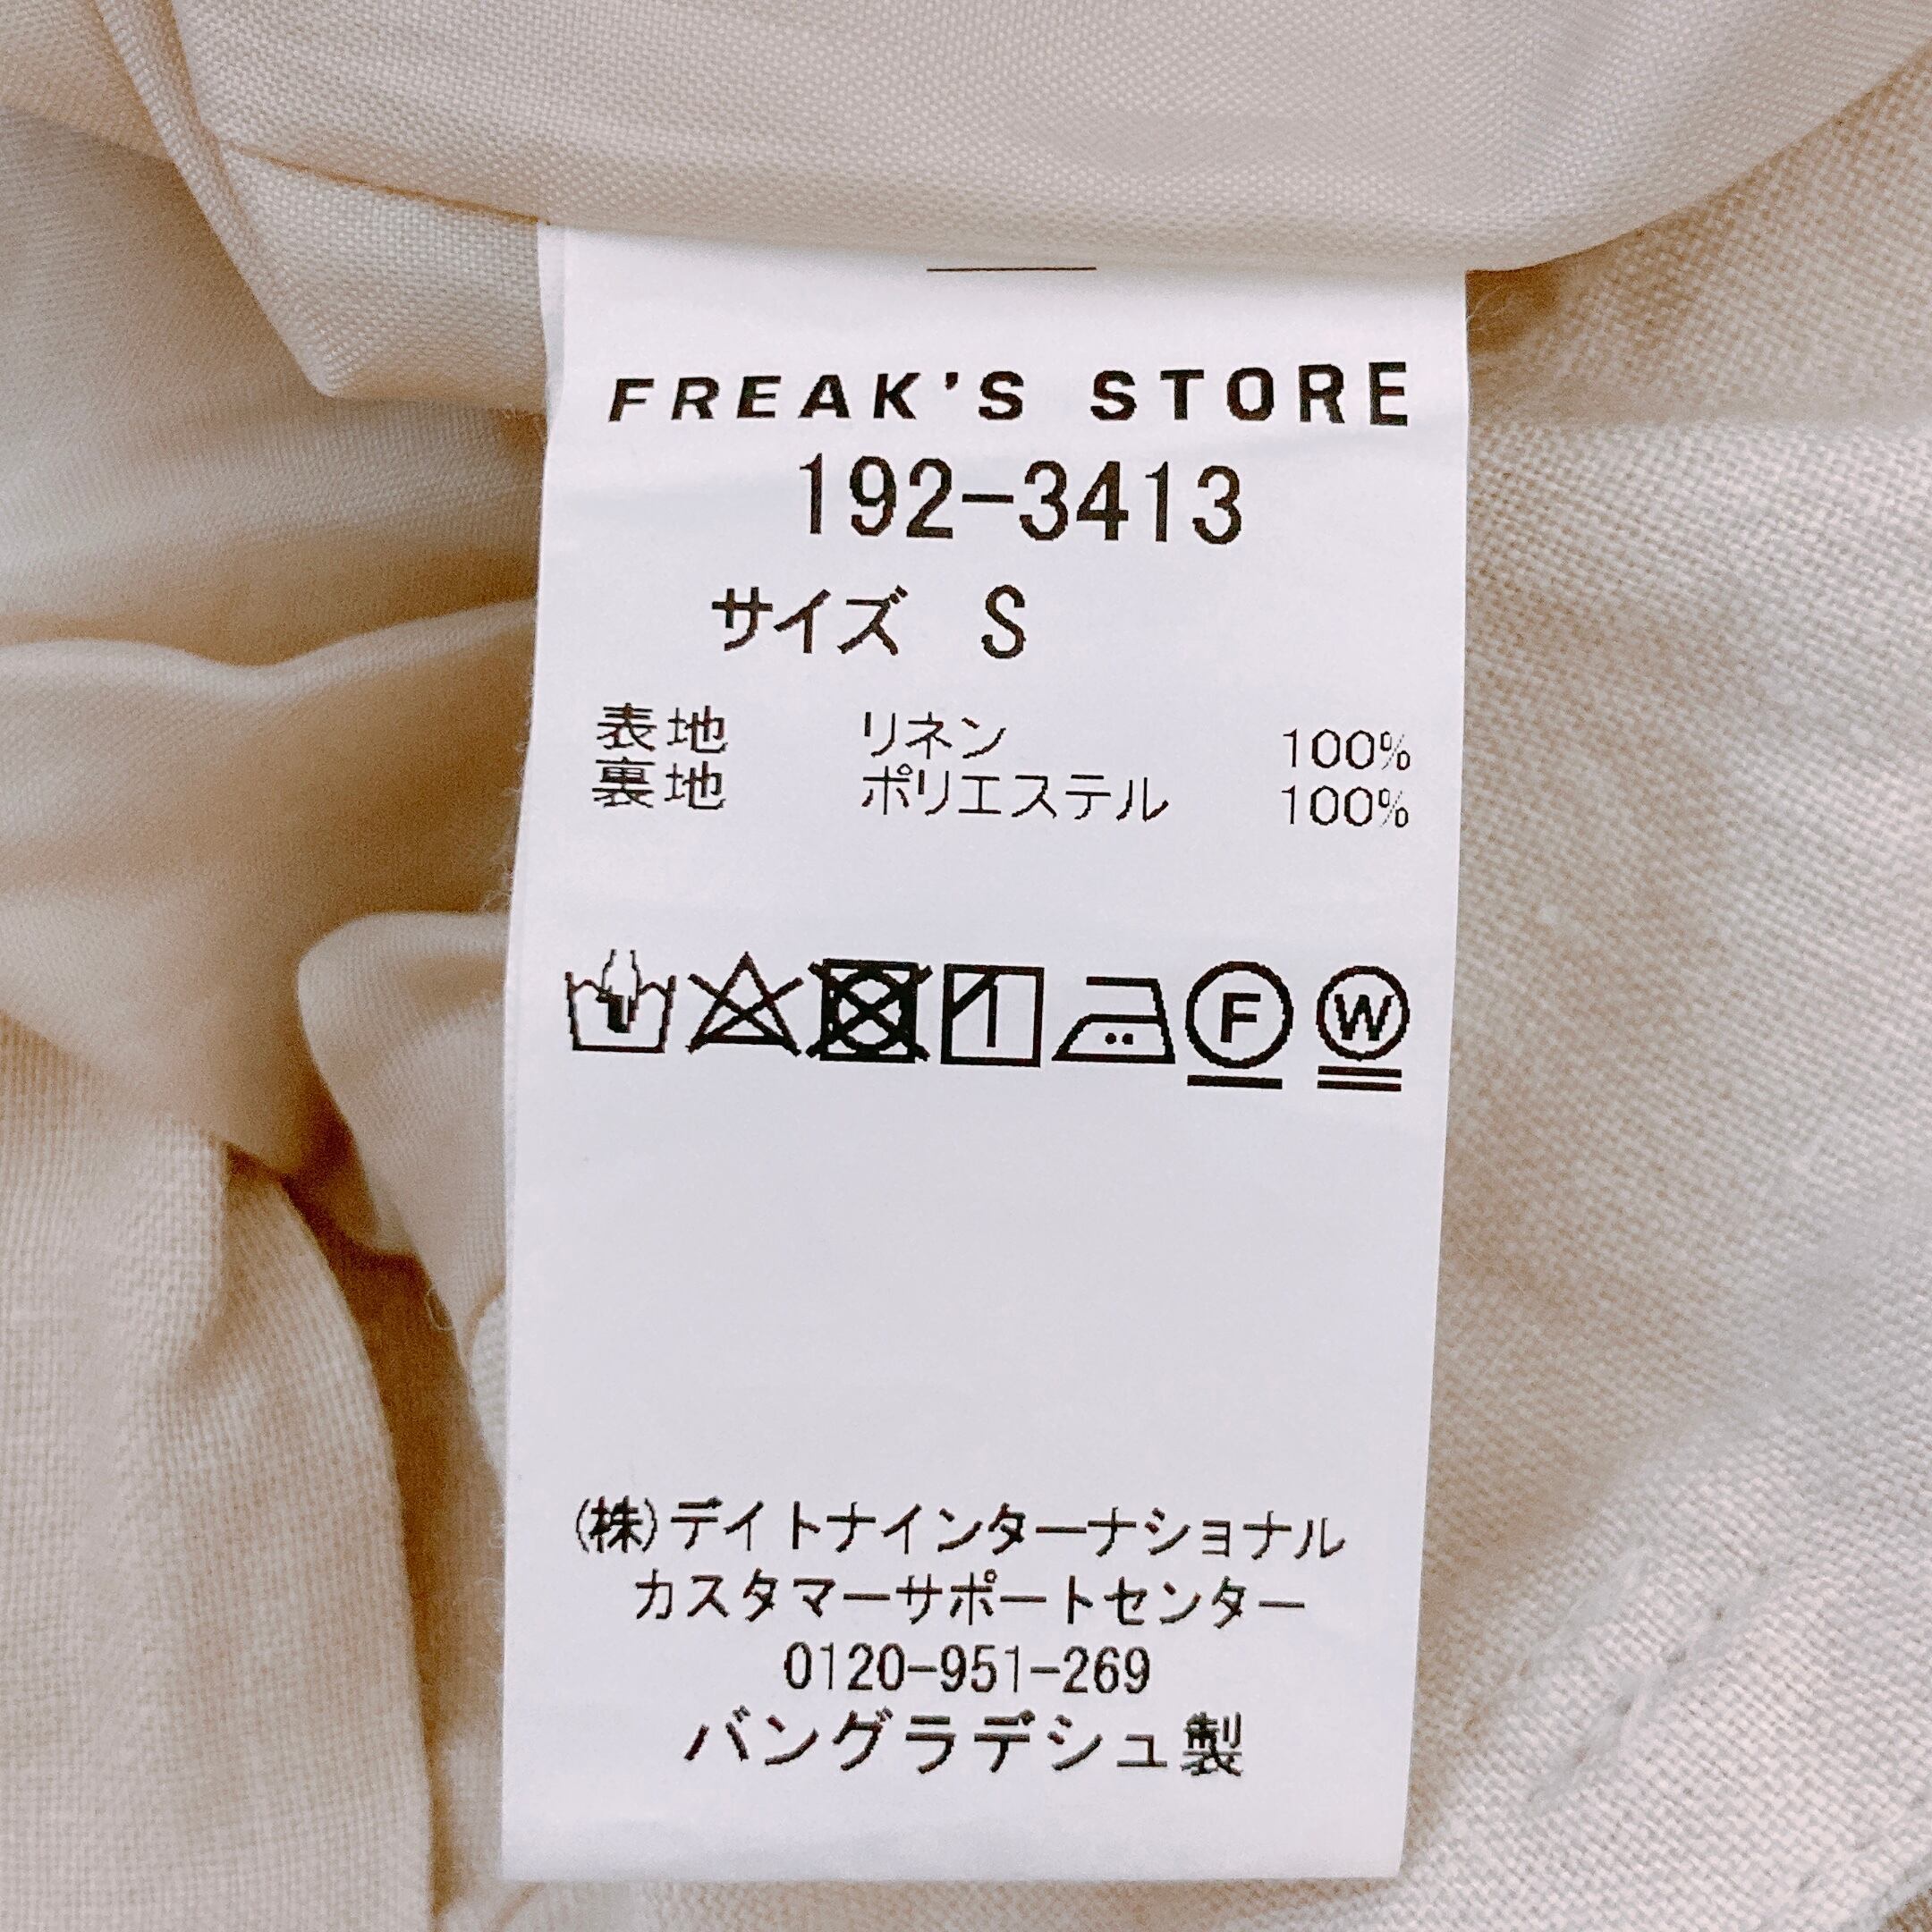 FREAK'S STORE
192-3413
サイズ S
表地 リネン 100%
裏地 ポリエステル 100%
F W
(株)デイトナインターナショナル
カスタマーサポートセンター
0120-951-269
バングラデシュ製